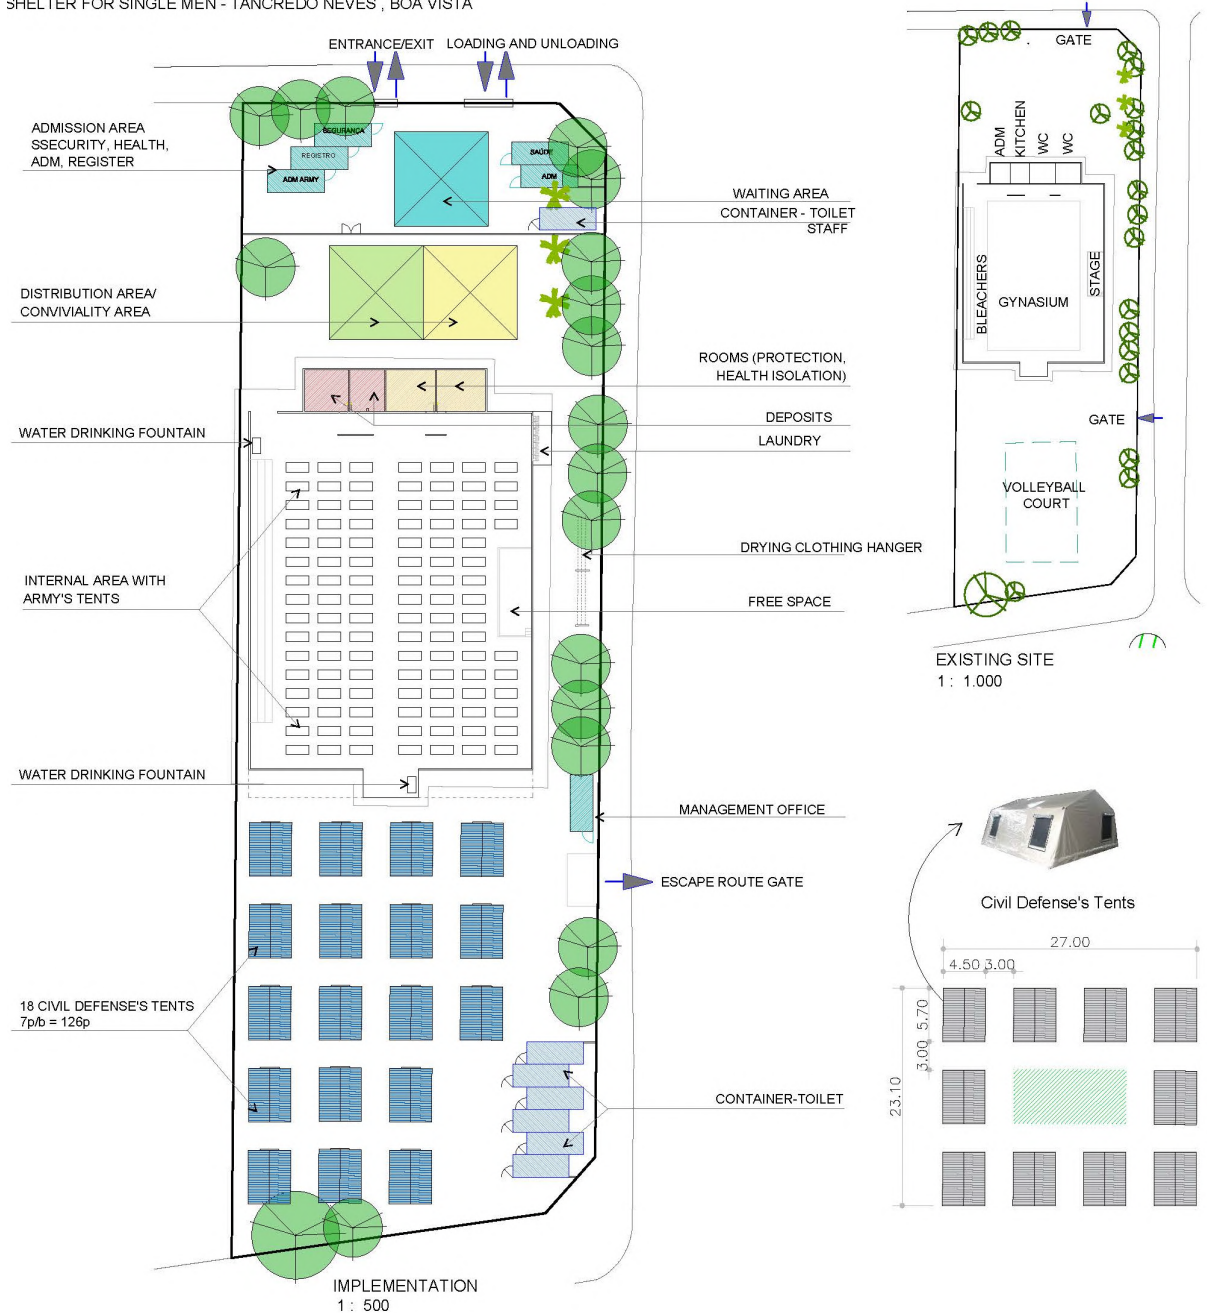 SHELTER FOR SINGLE MEN - TANCREDO NEVES , BOA VISTA
ENTRANCE/EXIT
LOADING AND UNLOADING
ADMISSION AREA
SSECURITY, HEALTH,
ADM, REGISTER
SEGURANÇA
REGISTRO
ADM ARMY
SAÚDE
ADM
WAITING AREA
CONTAINER - TOILET
STAFF
DISTRIBUTION AREA/
CONVIVIALITY AREA
ROOMS (PROTECTION,
HEALTH ISOLATION)
WATER DRINKING FOUNTAIN
DEPOSITS
LAUNDRY
DRYING CLOTHING HANGER
INTERNAL AREA WITH
ARMY'S TENTS
FREE SPACE
WATER DRINKING FOUNTAIN
MANAGEMENT OFFICE
ESCAPE ROUTE GATE
18 CIVIL DEFENSE'S TENTS
7p/b = 126p
CONTAINER-TOILET
IMPLEMENTATION
1 : 500
GATE
ADM
KITCHEN
WC
WC
BLEACHERS
GYNASIUM
STAGE
GATE
VOLLEYBALL
COURT
EXISTING SITE
1 : 1.000
Civil Defense's Tents
27.00
4.50
3.00
5.70
3.00
23.10